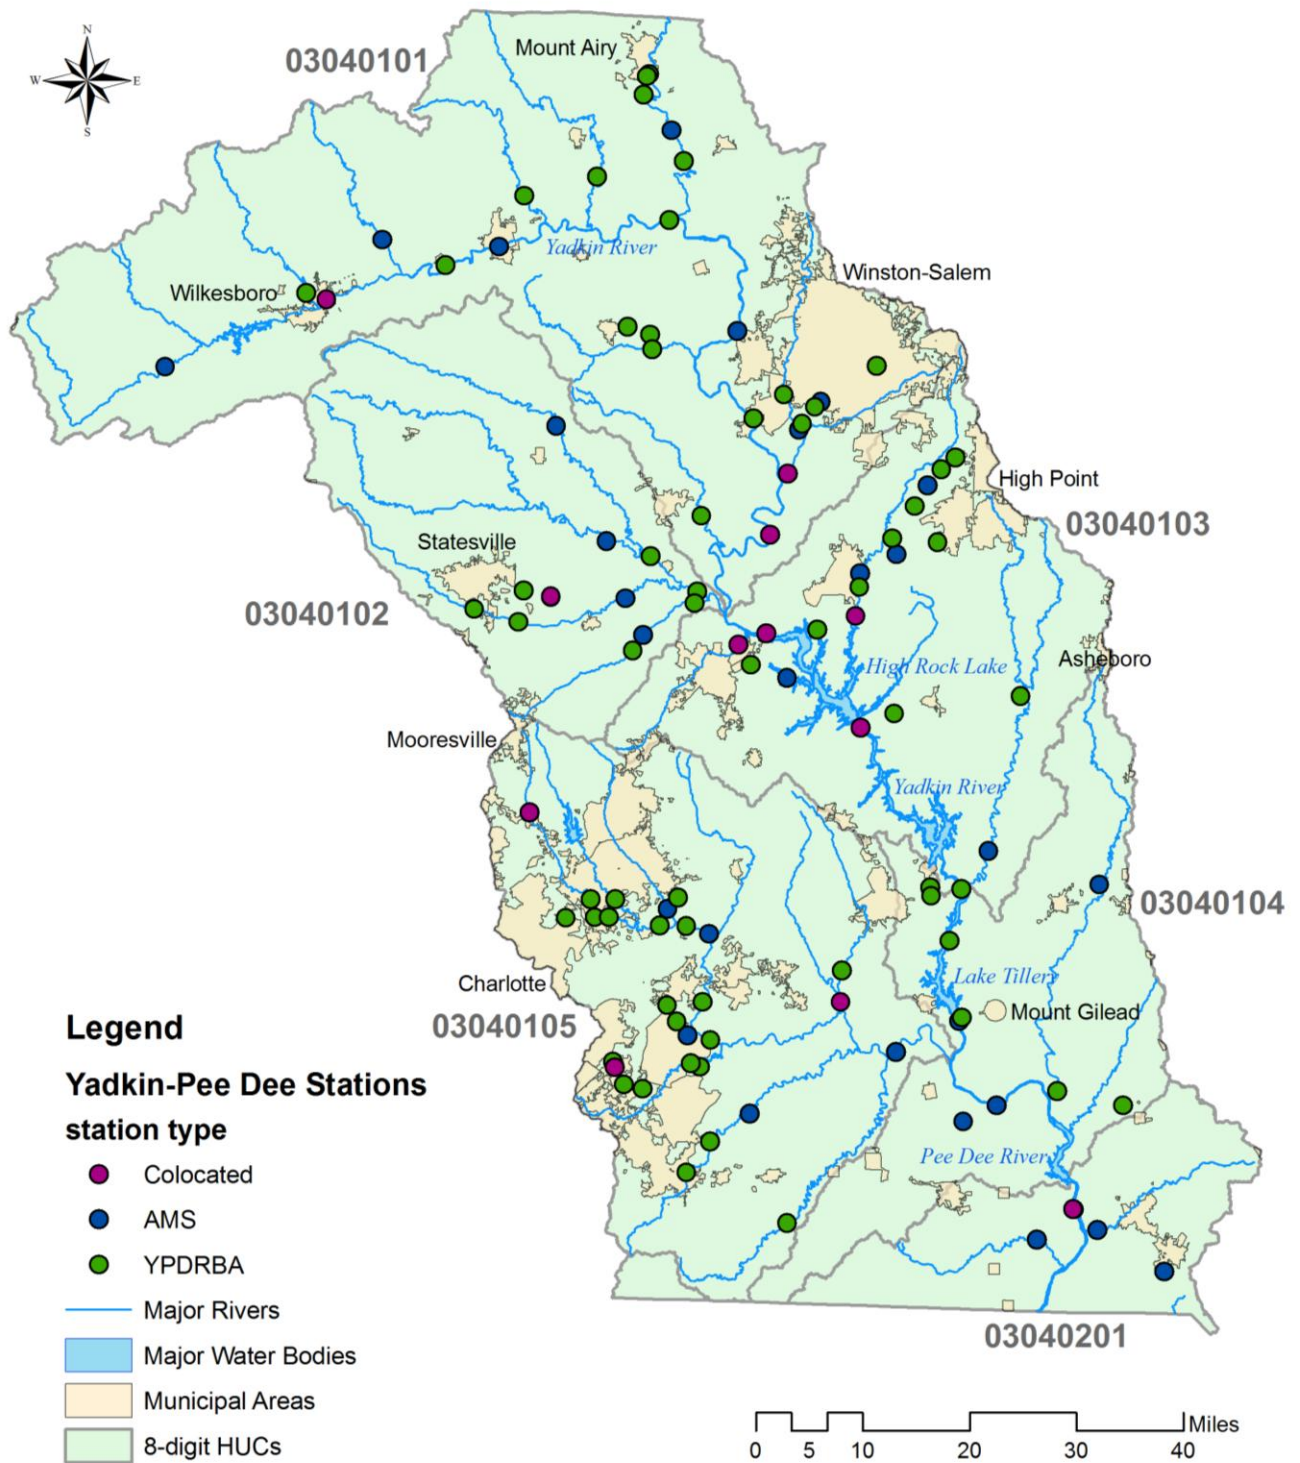 N
Mount Airy
03040101
W
E
S
Yadkin River
Winston-Salem
Wilkesboro
High Point
03040103
Statesville
03040102
Asheboro
High Rock Lake
Mooresville
Yadkin River
03040104
Lake Tillery
Charlotte
Mount Gilead
03040105
Legend
Yadkin-Pee Dee Stations
station type
Pee Dee River
Colocated
AMS
YPDRBA
Major Rivers
03040201
Major Water Bodies
Municipal Areas
8-digit HUCs
Miles
0 5 10 20 30 40